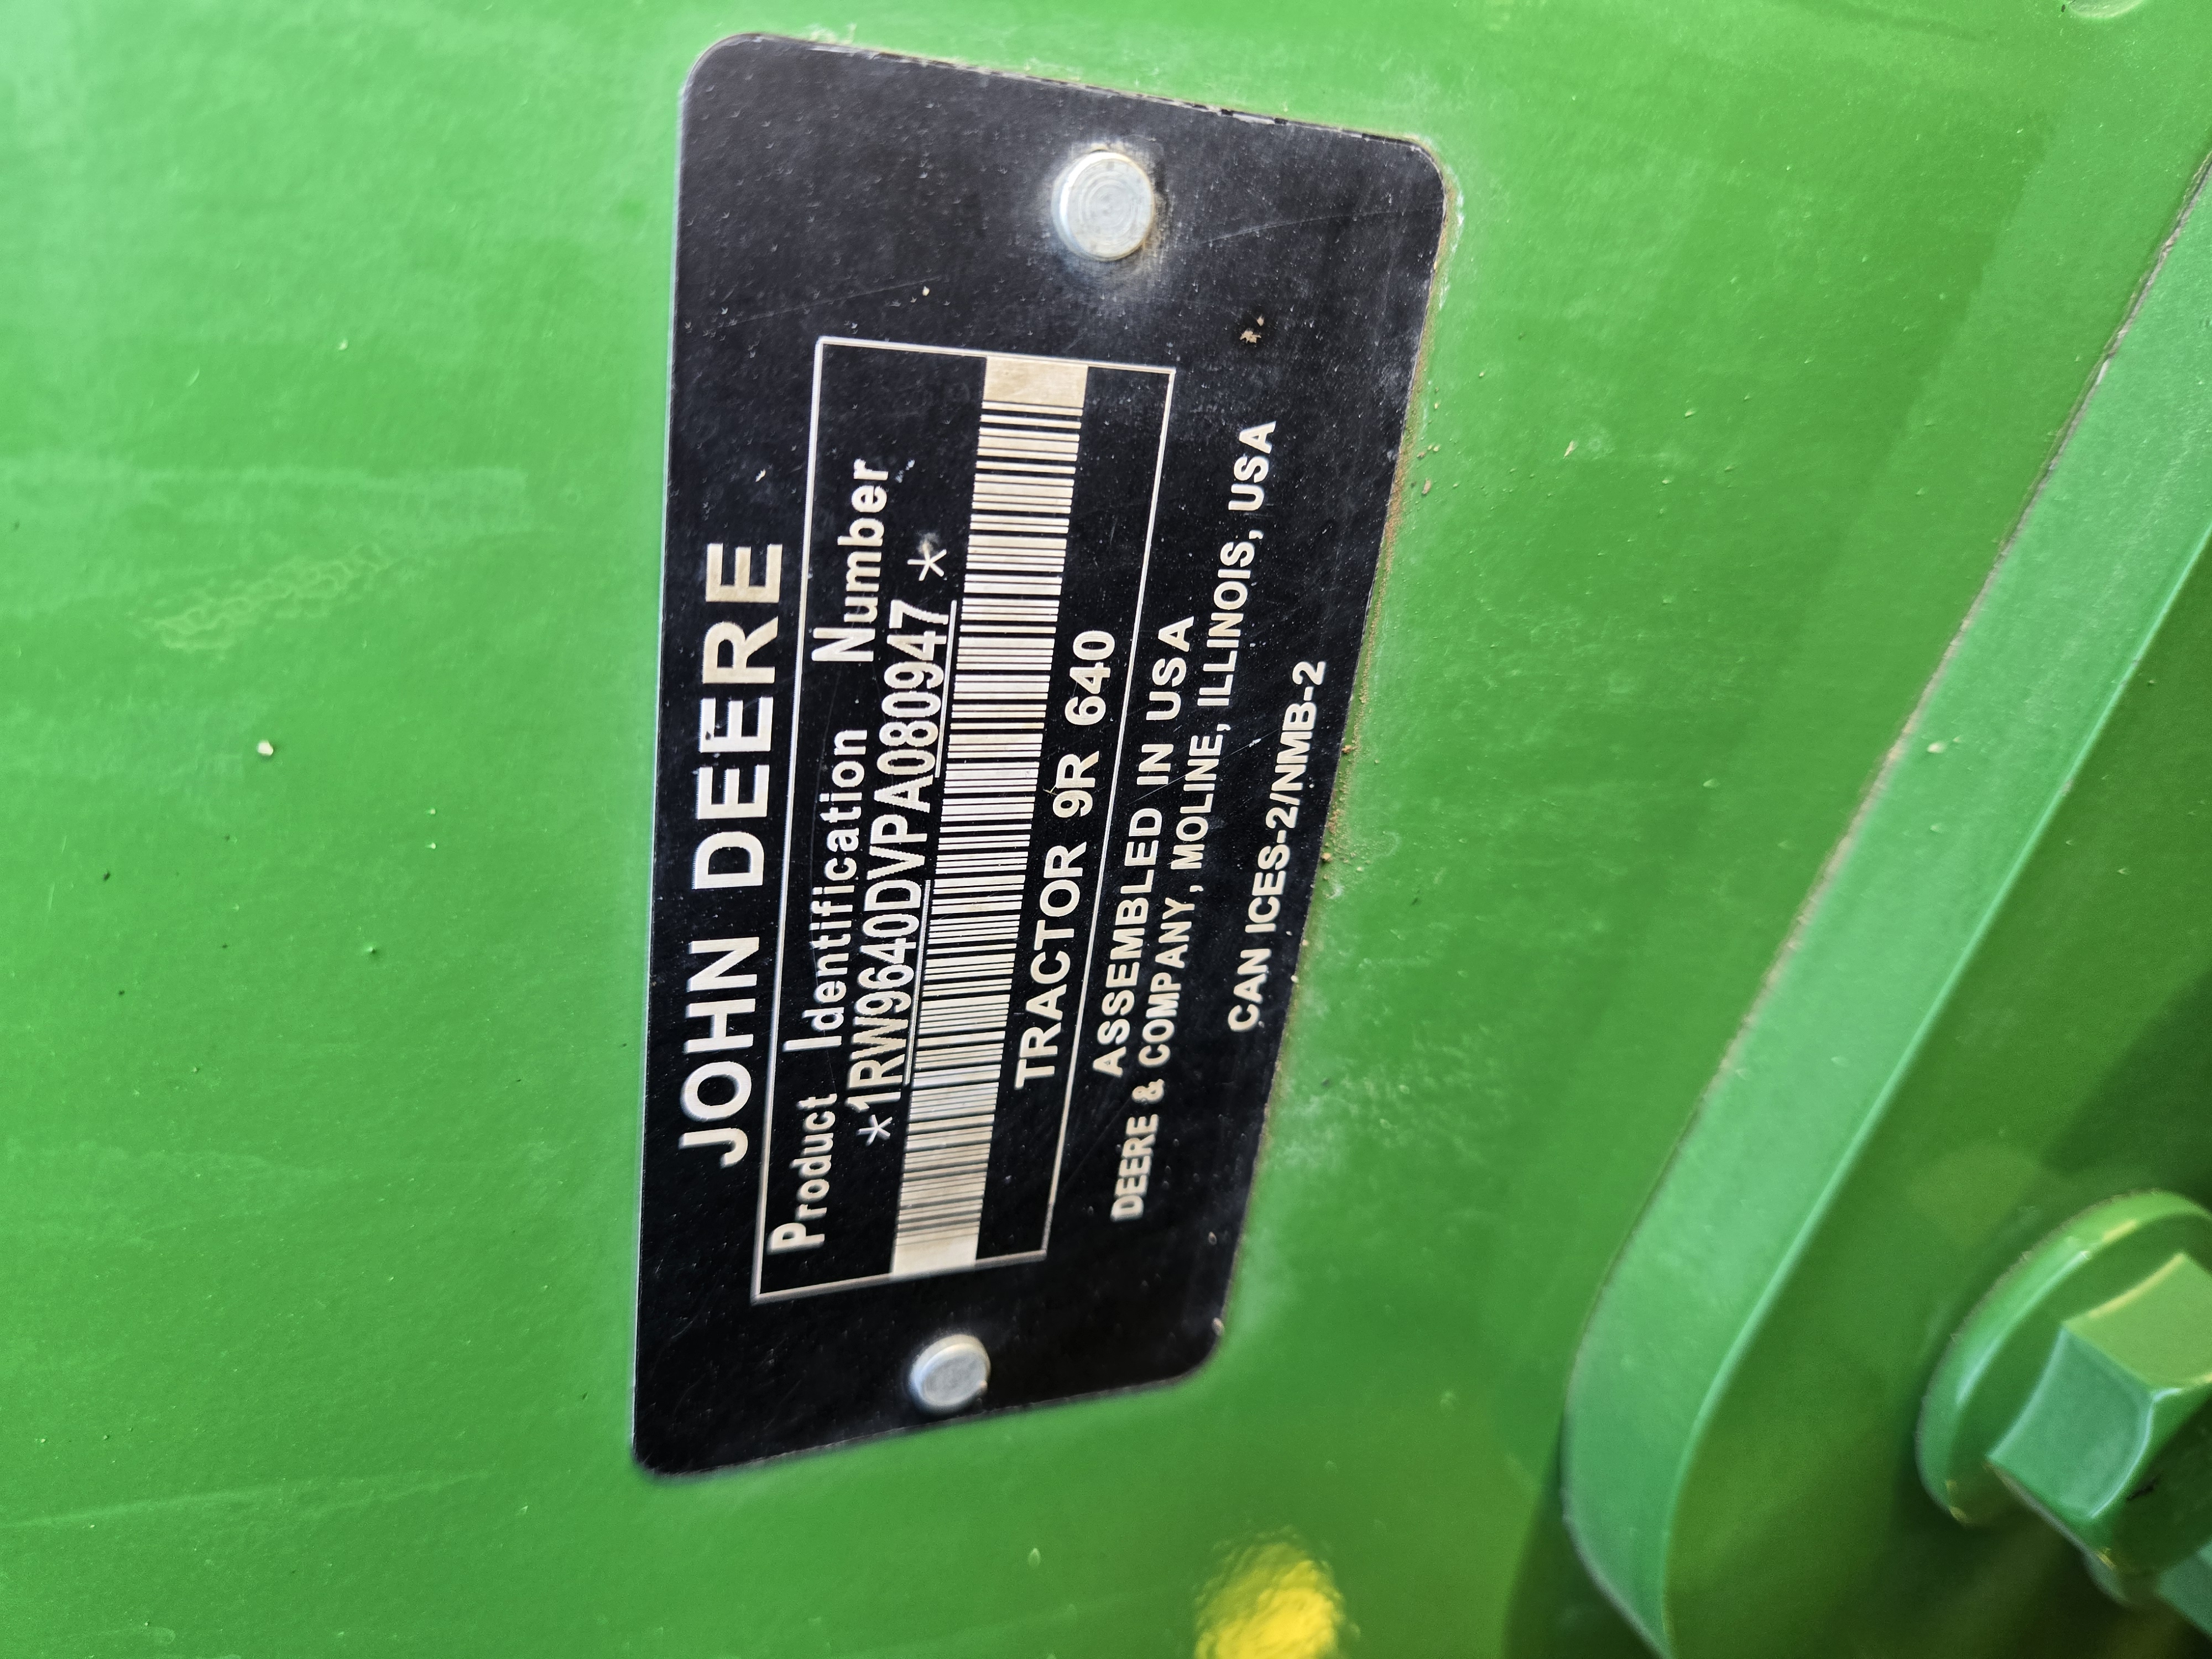 JOHN DEERE
Product Identification Number
*1RW9640DVPA080947*
TRACTOR 9R 640
ASSEMBLED IN USA
DEERE & COMPANY, MOLINE, ILLINOIS, USA
CAN ICES-2/NMB-2